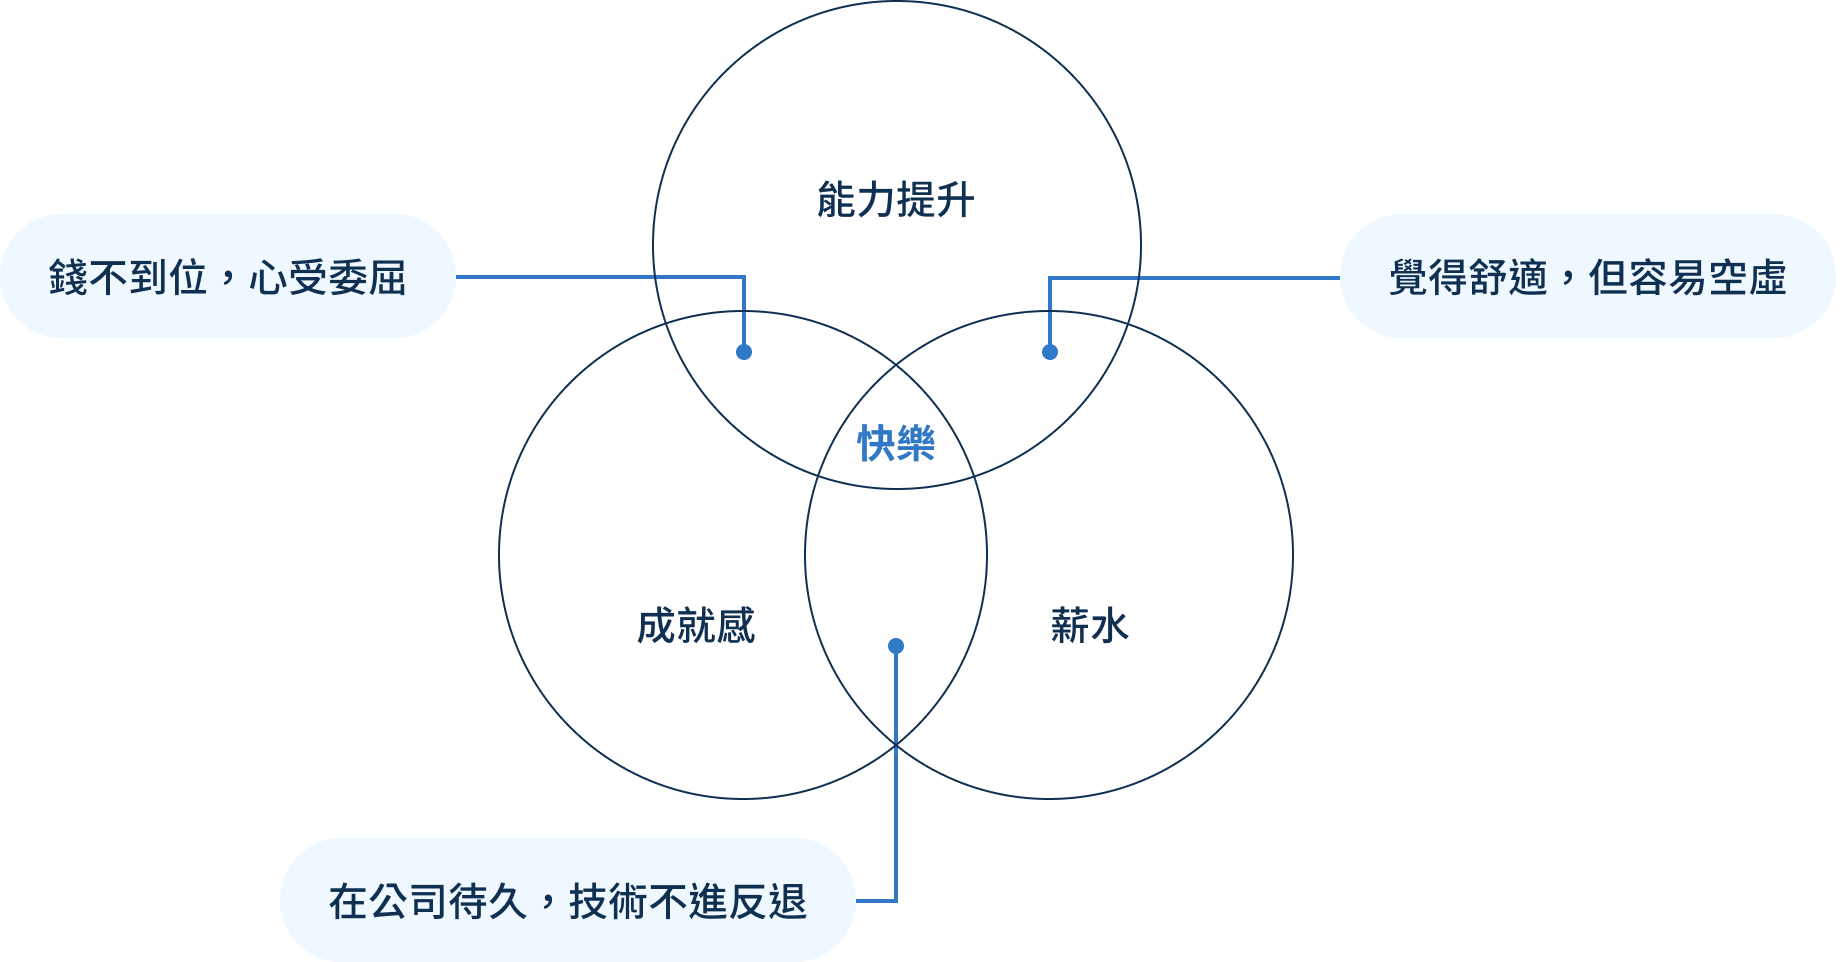 能力提升
錢不到位，心受委屈
覺得舒適，但容易空虛
快樂
成就感
薪水
在公司待久，技術不進反退